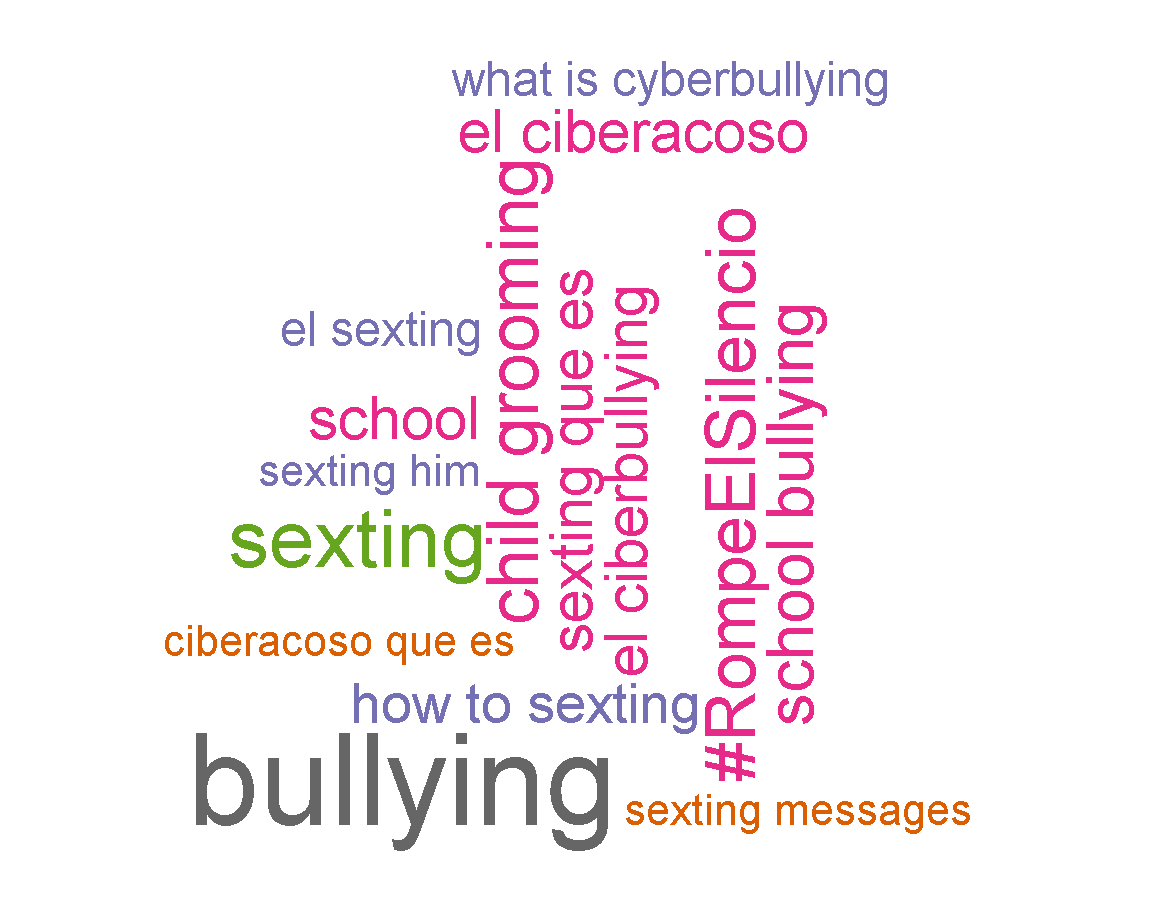 what is cyberbullying
el ciberacoso
child grooming
sexting que es
el ciberbullying
#RompeElSilencio
school bullying
el sexting
school
sexting him
sexting
ciberacoso que es
how to sexting
bullying
sexting messages